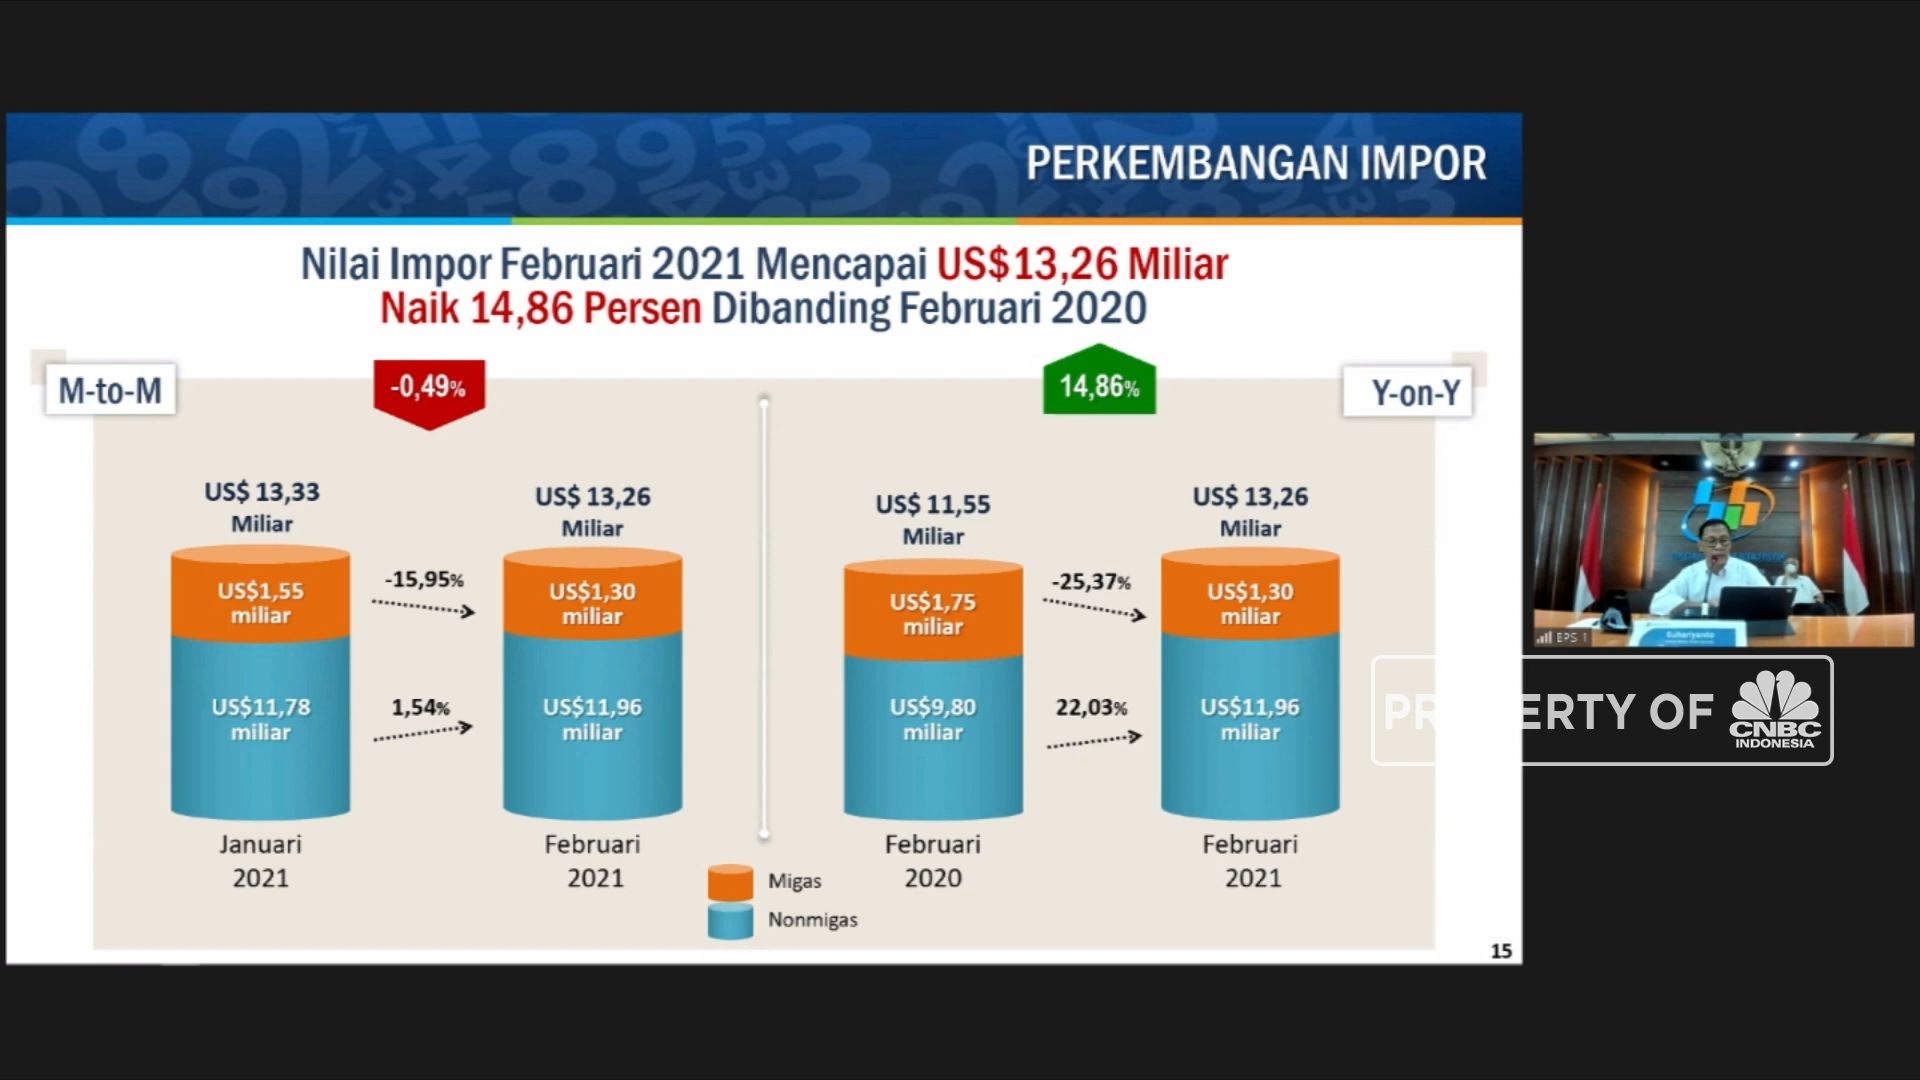 PERKEMBANGAN IMPOR
Nilai Impor Februari 2021 Mencapai US$13,26 Miliar
Naik 14,86 Persen Dibanding Februari 2020
M-to-M
-0,49%
14,86%
Y-on-Y
US$ 13,33
Miliar
US$ 13,26
Miliar
US$ 11,55
Miliar
US$ 13,26
Miliar
US$1,55
miliar
-15,95%
US$1,30
miliar
US$1,75
miliar
-25,37%
US$1,30
miliar
US$11,78
miliar
1,54%
US$11,96
miliar
US$9,80
miliar
22,03%
US$11,96
miliar
Januari
2021
Februari
2021
Februari
2020
Februari
2021
Migas
Nonmigas
15
Suhariyanto
BPS 1
PROPERTY OF
CNBC
INDONESIA